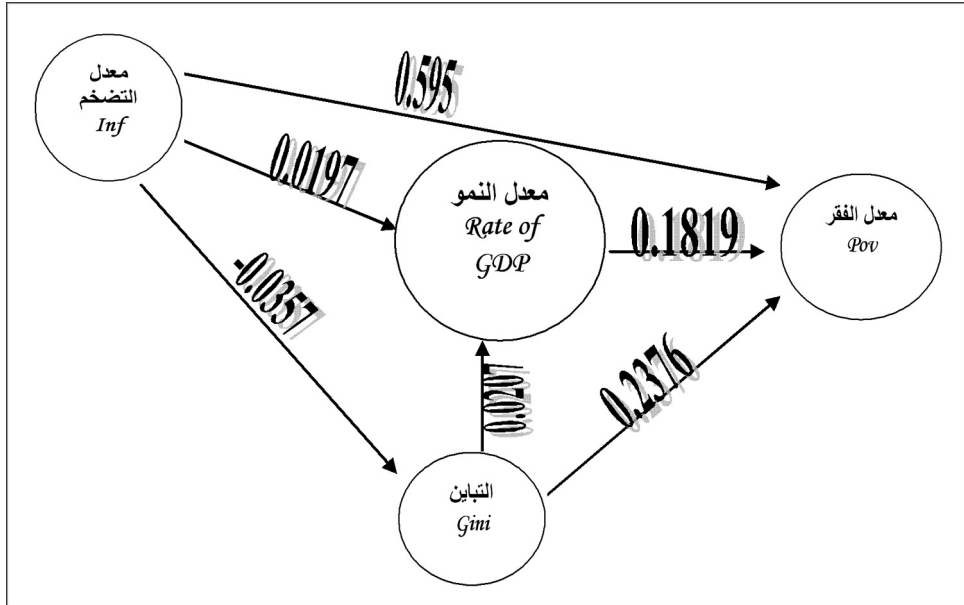 معدل
التضخم
Inf
0.595
0.0197
معدل النمو
Rate of
GDP
0.1819
معدل الفقر
Pov
-0.0357
0.0207
0.2376
التباين
Gini